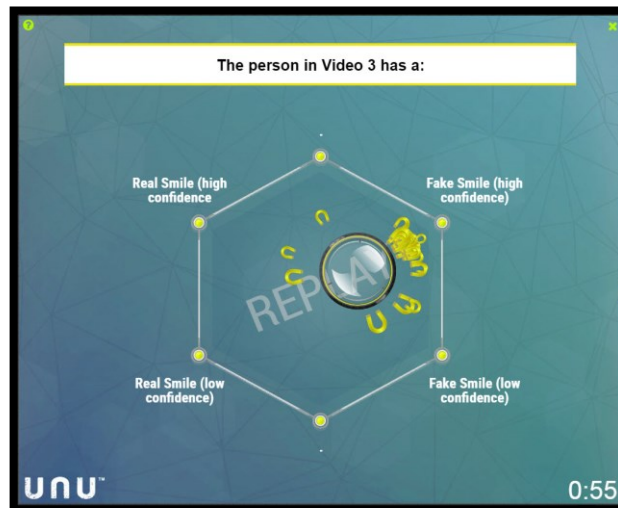 The person in Video 3 has a:
Real Smile (high
confidence
Fake Smile (high
confidence)
REPLAY
Real Smile (low
confidence)
Fake Smile (low
confidence)
unu™
0:55